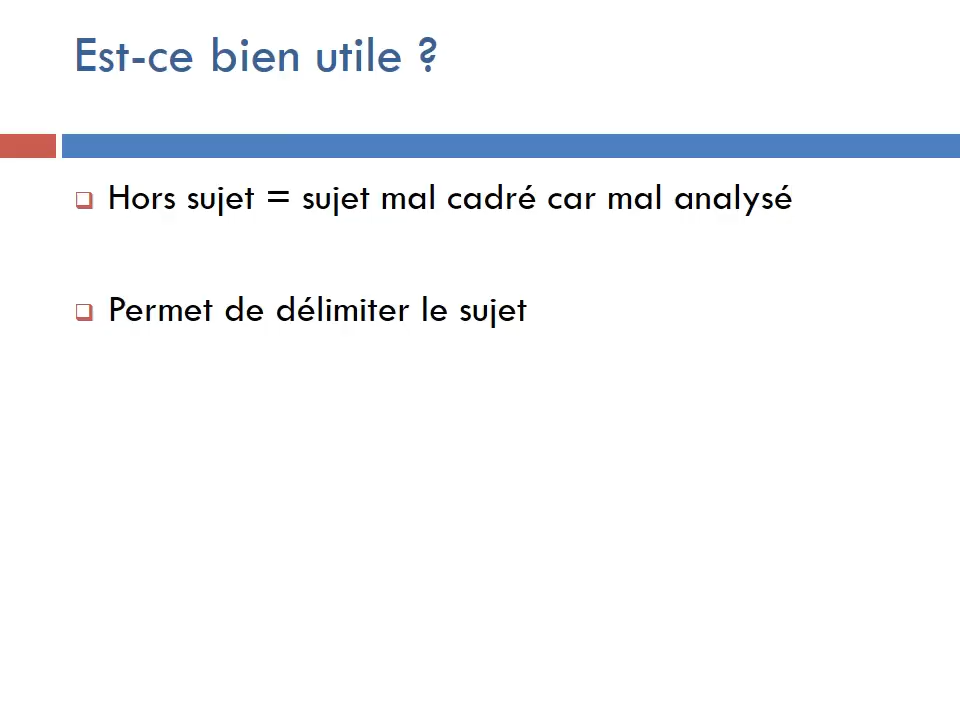 Est-ce bien utile ?
Hors sujet = sujet mal cadré car mal analysé
Permet de délimiter le sujet